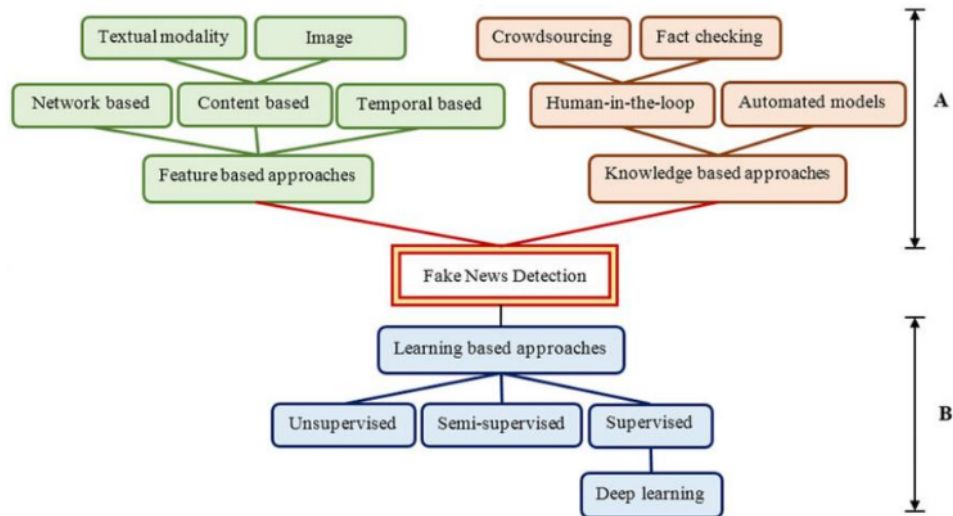 Textual modality
Image
Crowdsourcing
Fact checking
Network based
Content based
Temporal based
Human-in-the-loop
Automated models
A
Feature based approaches
Knowledge based approaches
Fake News Detection
Learning based approaches
Unsupervised
Semi-supervised
Supervised
B
Deep learning